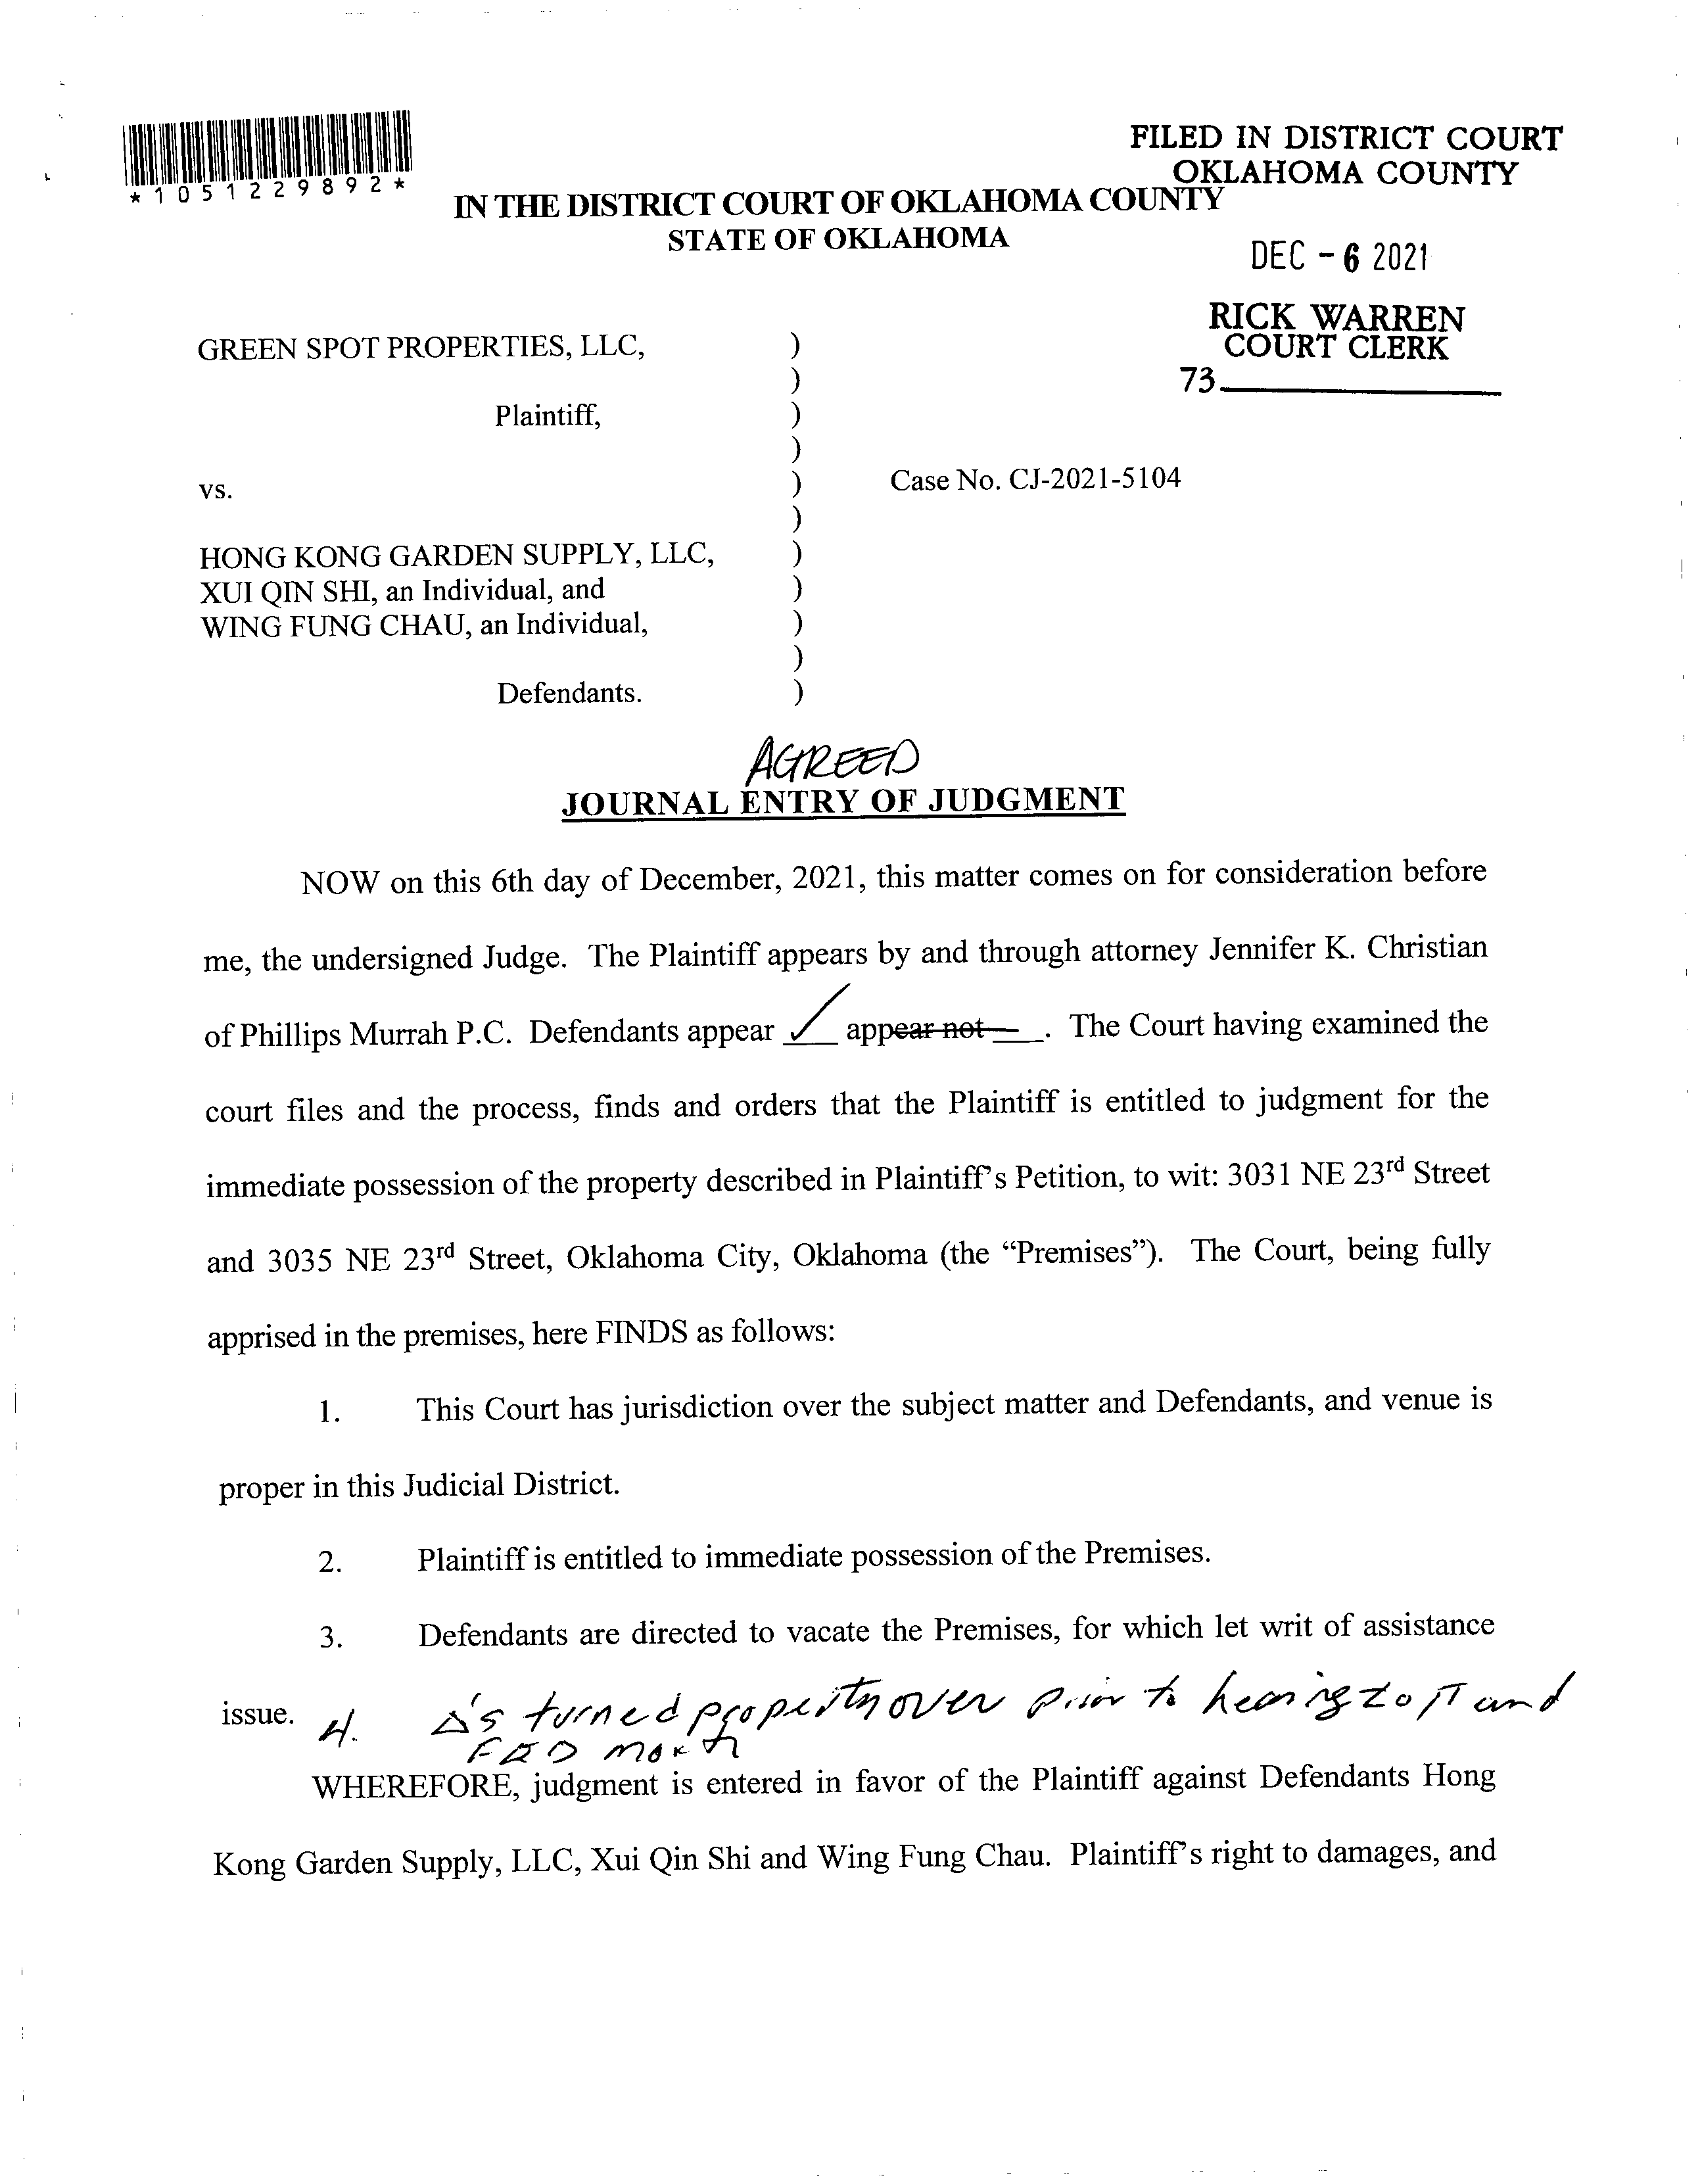 *1051229892*
FILED IN DISTRICT COURT
OKLAHOMA COUNTY
IN THE DISTRICT COURT OF OKLAHOMA COUNTY
STATE OF OKLAHOMA
DEC - 6 2021
RICK WARREN
COURT CLERK
73
GREEN SPOT PROPERTIES, LLC, )
)
Plaintiff, )
)
vs. ) Case No. CJ-2021-5104
)
HONG KONG GARDEN SUPPLY, LLC, )
XUI QIN SHI, an Individual, and )
WING FUNG CHAU, an Individual, )
)
Defendants. )
AGREED
JOURNAL ENTRY OF JUDGMENT
NOW on this 6th day of December, 2021, this matter comes on for consideration before
me, the undersigned Judge. The Plaintiff appears by and through attorney Jennifer K. Christian
of Phillips Murrah P.C. Defendants appear ✓ appear not ___. The Court having examined the
court files and the process, finds and orders that the Plaintiff is entitled to judgment for the
immediate possession of the property described in Plaintiff's Petition, to wit: 3031 NE 23rd Street
and 3035 NE 23rd Street, Oklahoma City, Oklahoma (the “Premises”). The Court, being fully
apprised in the premises, here FINDS as follows:
1. This Court has jurisdiction over the subject matter and Defendants, and venue is
proper in this Judicial District.
2. Plaintiff is entitled to immediate possession of the Premises.
3. Defendants are directed to vacate the Premises, for which let writ of assistance
issue. 4. Δ's turned property over prior to hearing to π and
FED
WHEREFORE, judgment is entered in favor of the Plaintiff against Defendants Hong
Kong Garden Supply, LLC, Xui Qin Shi and Wing Fung Chau. Plaintiff's right to damages, and